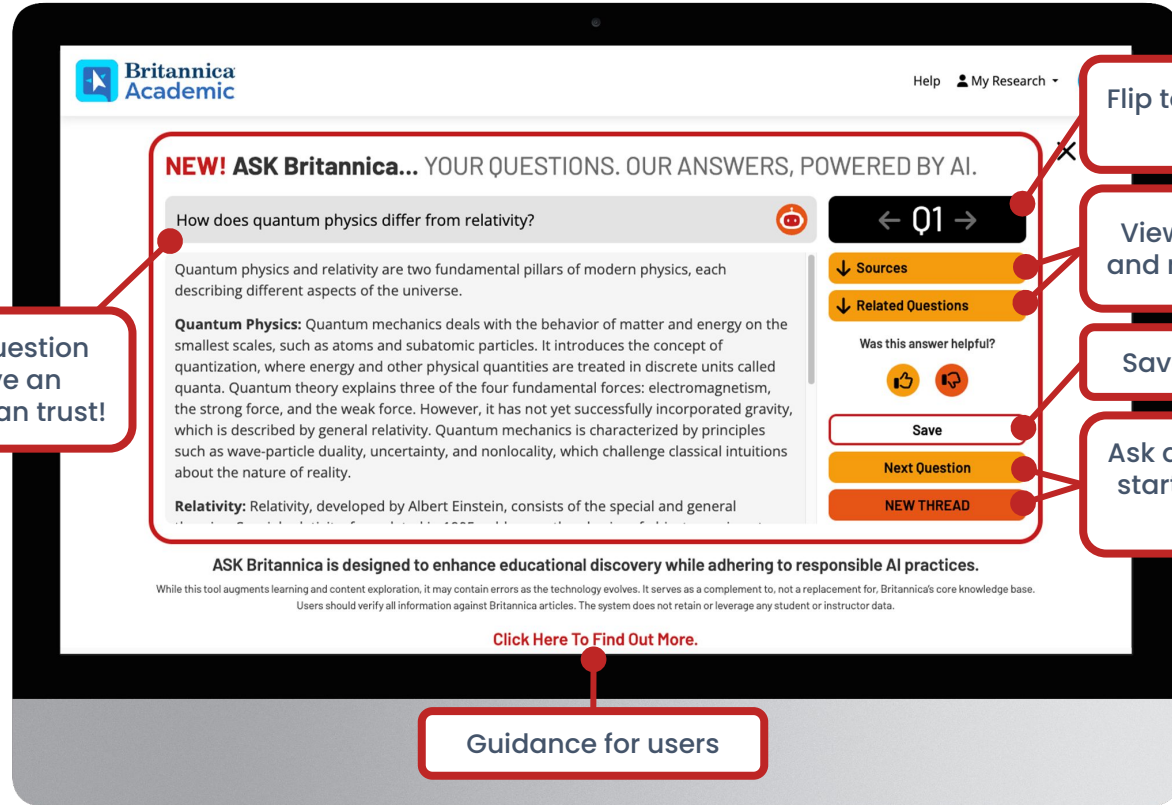 Britannica
Academic
Help
My Research
NEW! ASK Britannica... YOUR QUESTIONS. OUR ANSWERS, POWERED BY AI.
How does quantum physics differ from relativity?
Quantum physics and relativity are two fundamental pillars of modern physics, each
describing different aspects of the universe.
Quantum Physics: Quantum mechanics deals with the behavior of matter and energy on the
smallest scales, such as atoms and subatomic particles. It introduces the concept of
quantization, where energy and other physical quantities are treated in discrete units called
quanta. Quantum theory explains three of the four fundamental forces: electromagnetism,
the strong force, and the weak force. However, it has not yet successfully incorporated gravity,
which is described by general relativity. Quantum mechanics is characterized by principles
such as wave-particle duality, uncertainty, and nonlocality, which challenge classical intuitions
about the nature of reality.
Relativity: Relativity, developed by Albert Einstein, consists of the special and general
← Q1 →
Sources
Related Questions
Was this answer helpful?
Save
Next Question
NEW THREAD
Flip
View
and
Ask
an trust!
ASK Britannica is designed to enhance educational discovery while adhering to responsible AI practices.
While this tool augments learning and content exploration, it may contain errors as the technology evolves. It serves as a complement to, not a replacement for, Britannica's core knowledge base.
Users should verify all information against Britannica articles. The system does not retain or leverage any student or instructor data.
Click Here To Find Out More.
Guidance for users